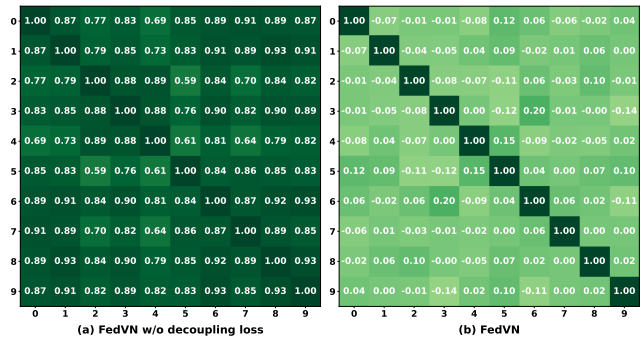 0 1.00 0.87 0.77 0.83 0.69 0.85 0.89 0.91 0.89 0.87
1 0.87 1.00 0.79 0.85 0.73 0.83 0.91 0.89 0.93 0.91
2 0.77 0.79 1.00 0.88 0.89 0.59 0.84 0.70 0.84 0.82
3 0.83 0.85 0.88 1.00 0.88 0.76 0.90 0.82 0.90 0.89
4 0.69 0.73 0.89 0.88 1.00 0.61 0.81 0.64 0.79 0.82
5 0.85 0.83 0.59 0.76 0.61 1.00 0.84 0.86 0.85 0.83
6 0.89 0.91 0.84 0.90 0.81 0.84 1.00 0.87 0.92 0.93
7 0.91 0.89 0.70 0.82 0.64 0.86 0.87 1.00 0.89 0.85
8 0.89 0.93 0.84 0.90 0.79 0.85 0.92 0.89 1.00 0.93
9 0.87 0.91 0.82 0.89 0.82 0.83 0.93 0.85 0.93 1.00
0 1 2 3 4 5 6 7 8 9
(a) FedVN w/o decoupling loss
0 1.00 -0.07 -0.01 -0.01 -0.08 0.12 0.06 -0.06 -0.02 0.04
1 -0.07 1.00 -0.04 -0.05 0.04 0.09 -0.02 0.01 0.06 0.00
2 -0.01 -0.04 1.00 -0.08 -0.07 -0.11 0.06 -0.03 0.10 -0.01
3 -0.01 -0.05 -0.08 1.00 0.00 -0.12 0.20 -0.01 -0.00 -0.14
4 -0.08 0.04 -0.07 0.00 1.00 0.15 -0.09 -0.02 -0.05 0.02
5 0.12 0.09 -0.11 -0.12 0.15 1.00 0.04 0.00 0.07 0.10
6 0.06 -0.02 0.06 0.20 -0.09 0.04 1.00 0.06 0.02 -0.11
7 -0.06 0.01 -0.03 -0.01 -0.02 0.00 0.06 1.00 0.00 0.00
8 -0.02 0.06 0.10 -0.00 -0.05 0.07 0.02 0.00 1.00 0.02
9 0.04 0.00 -0.01 -0.14 0.02 0.10 -0.11 0.00 0.02 1.00
0 1 2 3 4 5 6 7 8 9
(b) FedVN